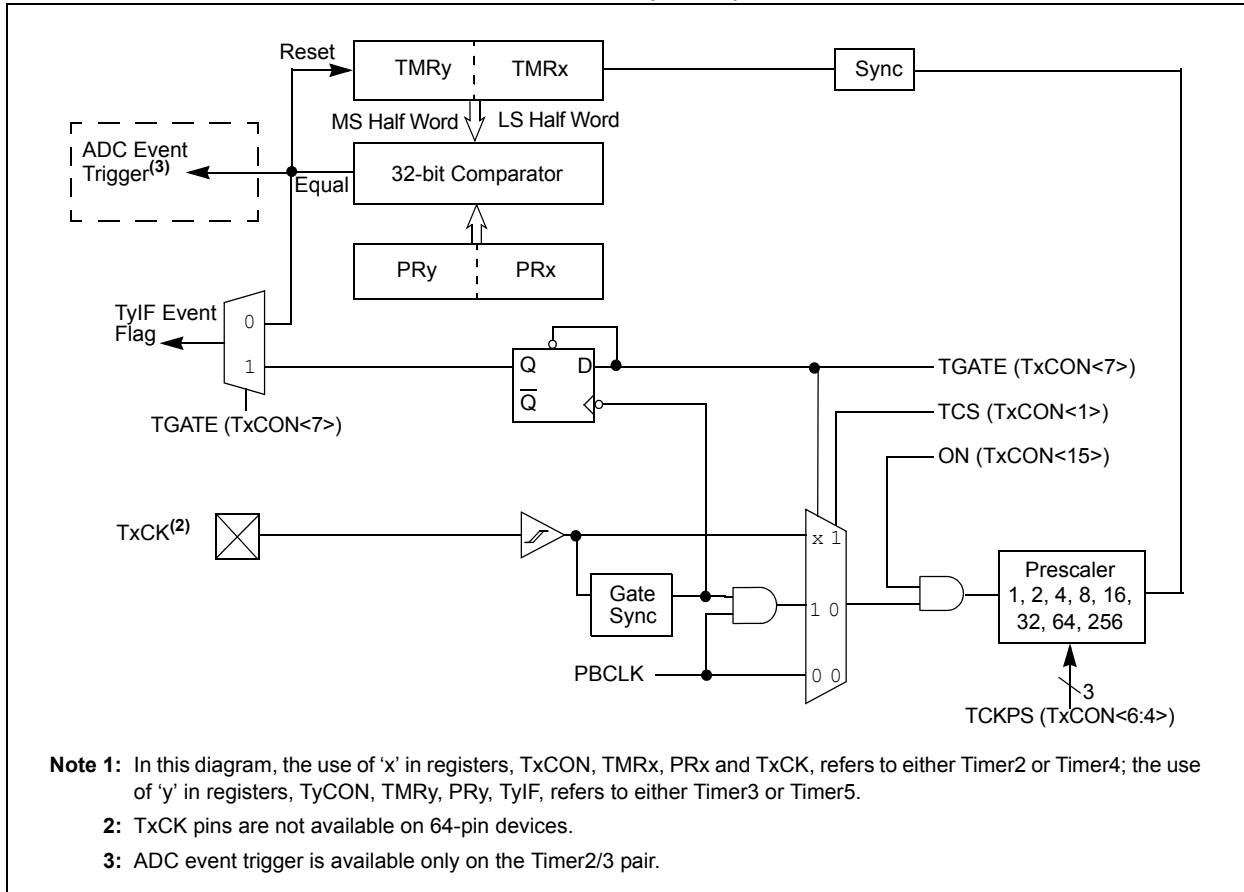 Reset
TMRy TMRx
Sync
MS Half Word LS Half Word
ADC Event
Trigger(3)
Equal
32-bit Comparator
PRy PRx
TyIF Event
Flag
0
1
TGATE (TxCON<7>)
Q D
Q
TGATE (TxCON<7>)
TCS (TxCON<1>)
ON (TxCON<15>)
TxCK(2)
x 1
Gate
Sync
1 0
PBCLK
0 0
Prescaler
1, 2, 4, 8, 16,
32, 64, 256
3
TCKPS (TxCON<6:4>)
Note 1: In this diagram, the use of ‘x’ in registers, TxCON, TMRx, PRx and TxCK, refers to either Timer2 or Timer4; the use
of ‘y’ in registers, TyCON, TMRy, PRy, TyIF, refers to either Timer3 or Timer5.
2: TxCK pins are not available on 64-pin devices.
3: ADC event trigger is available only on the Timer2/3 pair.